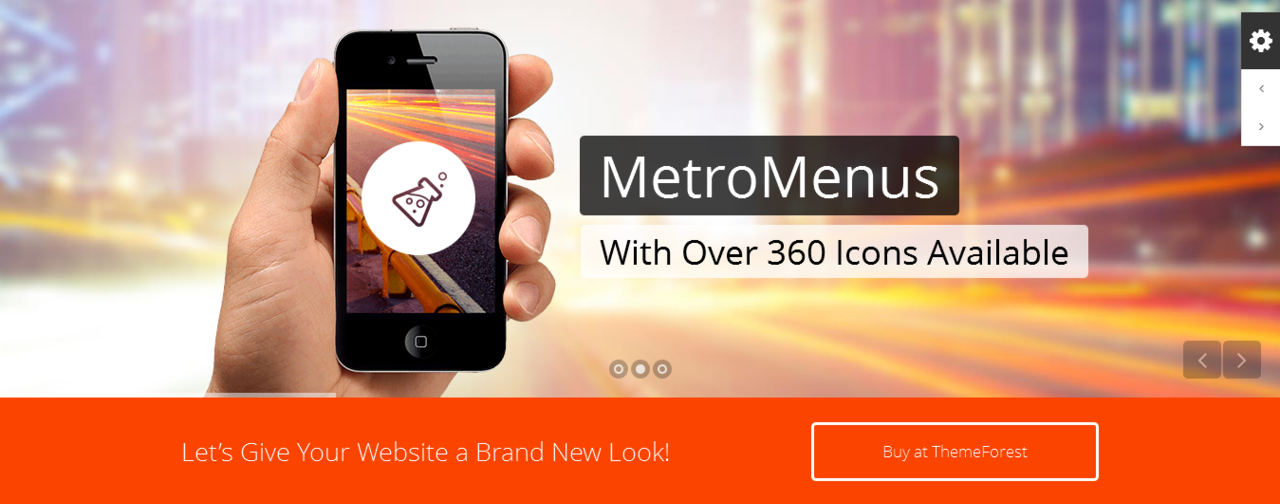 MetroMenus
With Over 360 Icons Available
Let’s Give Your Website a Brand New Look!
Buy at ThemeForest